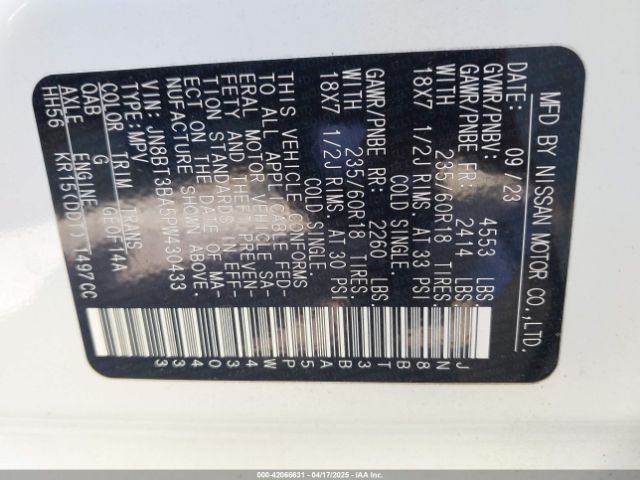 MFD BY NISSAN MOTOR CO.,LTD.
09/23
GVWR/PNBV: 4553 LBS.
GAWR/PNBE FR: 2414 LBS.
WITH 235/60R18 TIRES
18X7 1/2J RIMS. AT 33 PSI
COLD SINGLE
GAWR/PNBE RR: 2260 LBS.
WITH 235/60R18 TIRES.
18X7 1/2J RIMS. AT 30 PSI
COLD SINGLE
THIS VEHICLE CONFORMS
TO ALL APPLICABLE FED-
ERAL MOTOR VEHICLE SA-
FETY AND THEFT PREVEN-
TION STANDARDS IN EFF-
ECT ON THE DATE OF MA-
NUFACTURE SHOWN ABOVE.
VIN: JN8BT3BA5PW430433
TYPE: MPV
COLOR TRIM TRANS
QAB G GE0FT4A
AXLE ENGINE
HH56 KR15(DDT) 1497CC
JN8BT3BA5PW430433
000-42066631 - 04/17/2025 - IAA Inc.